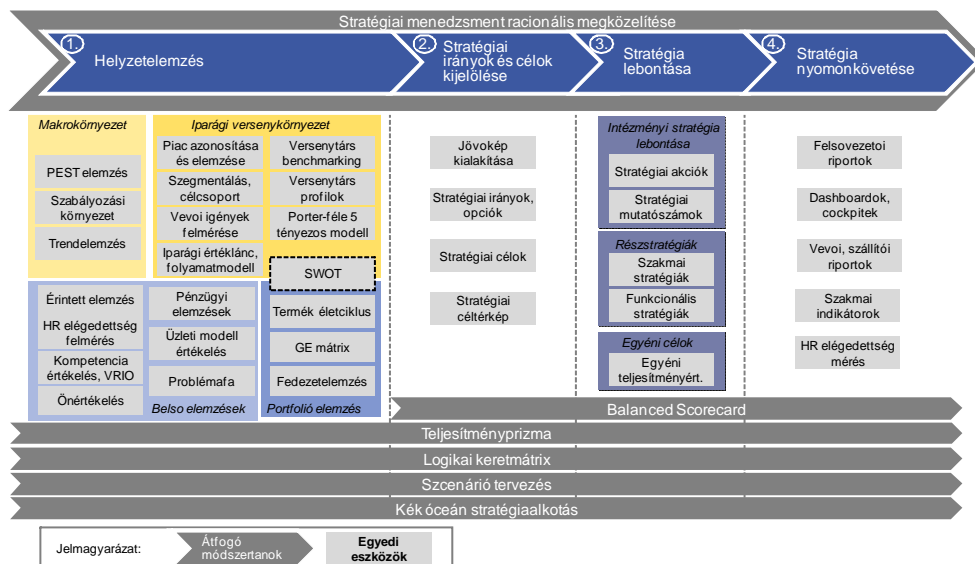 Stratégiai menedzsment racionális megközelítése
1.
Helyzetelemzés
2.
Stratégiai
irányok és célok
kijelölése
3.
Stratégia
lebontása
4.
Stratégia
nyomonkövetése
Makrokörnyezet
PEST elemzés
Szabályozási
környezet
Trendelemzés
Iparági versenykörnyezet
Piac azonosítása
és elemzése
Szegmentálás,
célcsoport
Vevoi igények
felmérése
Iparági értéklánc,
folyamatmodell
Versenytárs
benchmarking
Versenytárs
profilok
Porter-féle 5
tényezos modell
SWOT
Érintett elemzés
HR elégedettség
felmérés
Kompetencia
értékelés, VRIO
Önértékelés
Pénzügyi
elemzések
Üzleti modell
értékelés
Problémafa
Belso elemzések
Termék életciklus
GE mátrix
Fedezetelemzés
Portfolió elemzés
Jövokép
kialakítása
Stratégiai irányok,
opciók
Stratégiai célok
Stratégiai
céltérkép
Intézményi stratégia
lebontása
Stratégiai akciók
Stratégiai
mutatószámok
Részstratégiák
Szakmai
stratégiák
Funkcionális
stratégiák
Egyéni célok
Egyéni
teljesítményért.
Felsovezetoi
riportok
Dashboardok,
cockpitek
Vevoi, szállítói
riportok
Szakmai
indikátorok
HR elégedettség
mérés
Balanced Scorecard
Teljesítményprizma
Logikai keretmátrix
Szcenárió tervezés
Kék óceán stratégiaalkotás
Jelmagyarázat:
Átfogó
módszertanok
Egyedi
eszközök